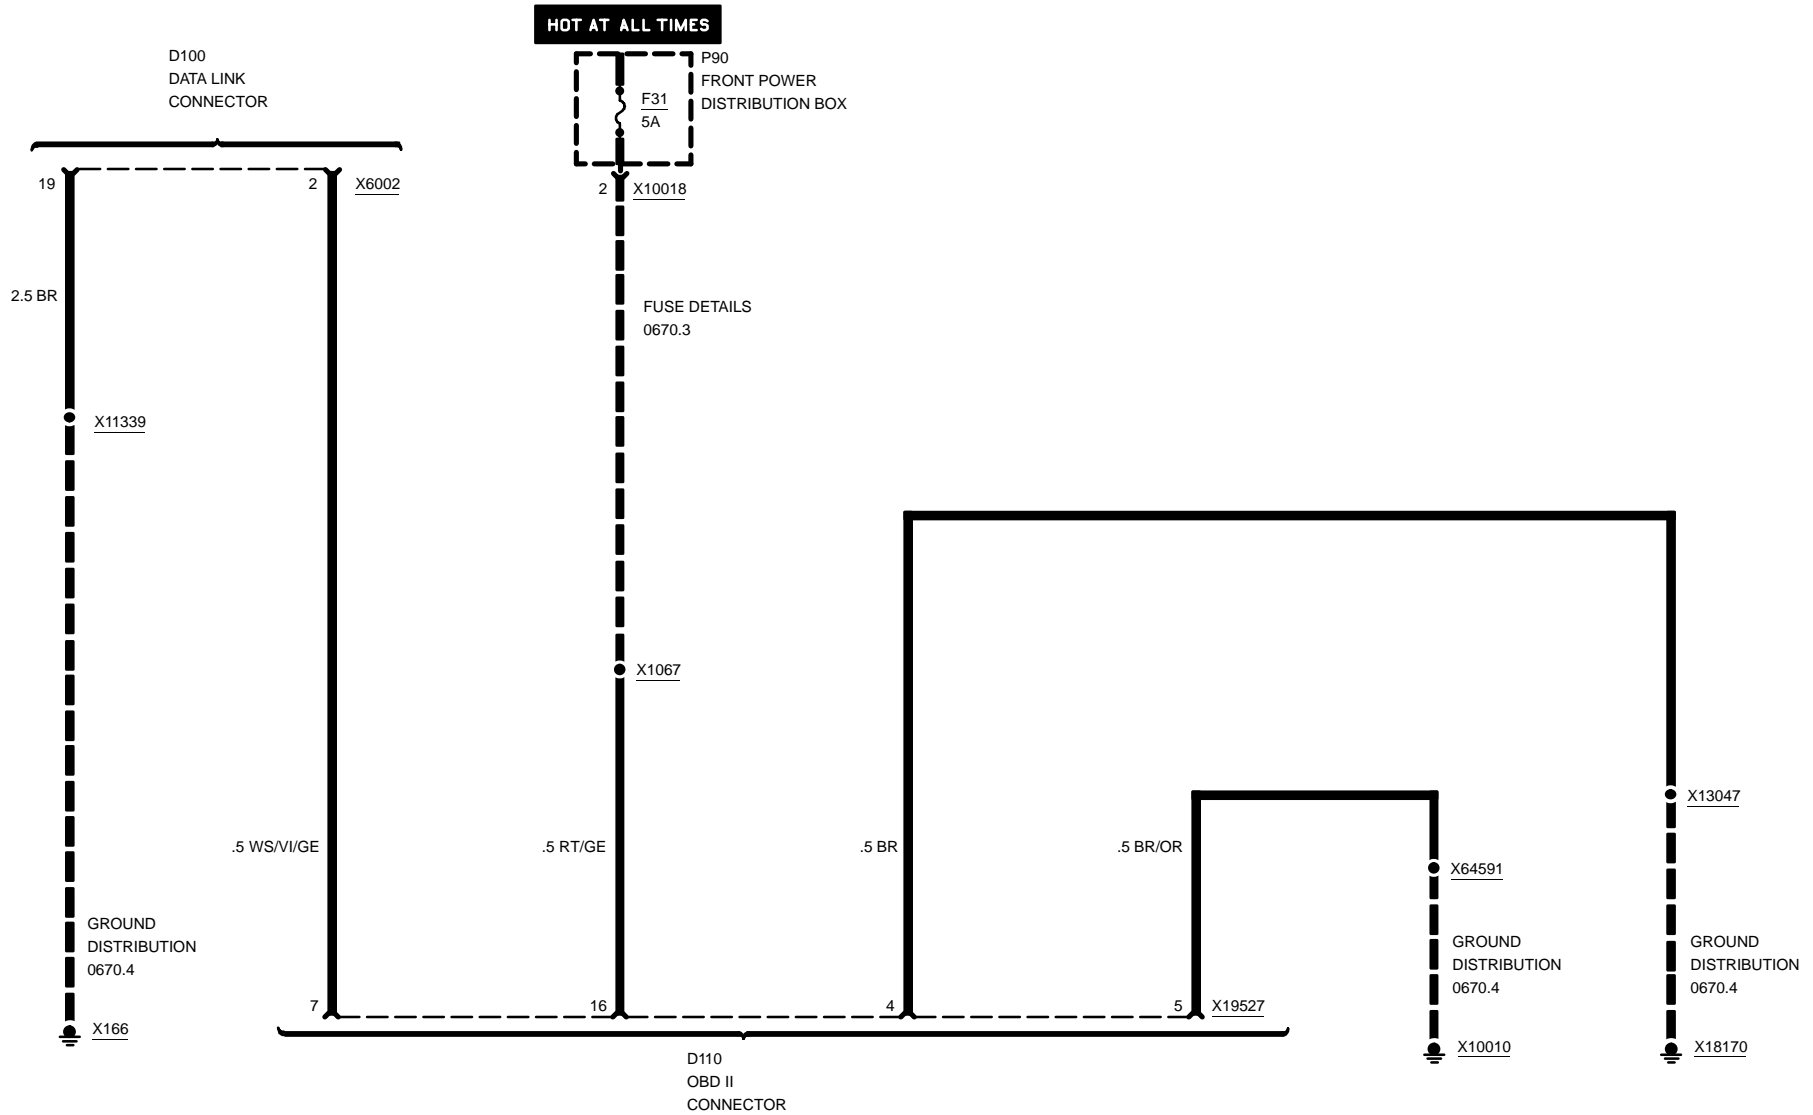 HOT AT ALL TIMES
D100
DATA LINK
CONNECTOR
P90
FRONT POWER
DISTRIBUTION BOX
F31
5A
19
2
X6002
2
X10018
2.5 BR
FUSE DETAILS
0670.3
X11339
X1067
X13047
.5 WS/VI/GE
.5 RT/GE
.5 BR
.5 BR/OR
X64591
GROUND
DISTRIBUTION
0670.4
GROUND
DISTRIBUTION
0670.4
GROUND
DISTRIBUTION
0670.4
7
16
4
5
X19527
X166
X10010
X18170
D110
OBD II
CONNECTOR